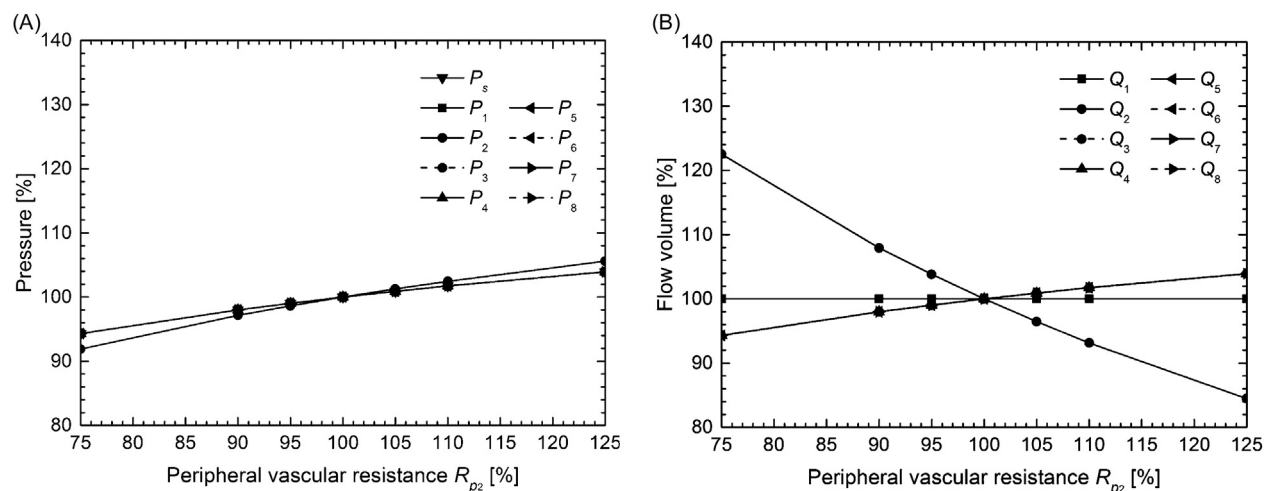 (A)
140
130
120
110
100
90
80
Pressure [%]
P_s
P_1 P_5
P_2 P_6
P_3 P_7
P_4 P_8
75 80 85 90 95 100 105 110 115 120 125
Peripheral vascular resistance R_p2 [%]
(B)
140
130
120
110
100
90
80
Flow volume [%]
Q_1 Q_5
Q_2 Q_6
Q_3 Q_7
Q_4 Q_8
75 80 85 90 95 100 105 110 115 120 125
Peripheral vascular resistance R_p2 [%]